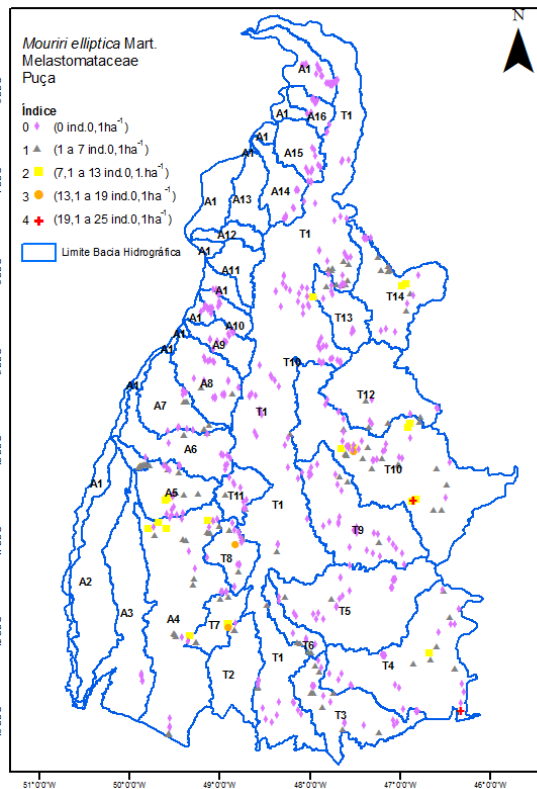 N
Mouriri elliptica Mart.
Melastomataceae
Puça
Índice
0 (0 ind.0,1ha⁻¹)
1 (1 a 7 ind.0,1ha⁻¹)
2 (7,1 a 13 ind.0,1.ha⁻¹)
3 (13,1 a 19 ind.0,1ha⁻¹)
4 (19,1 a 25 ind.0,1ha⁻¹)
Limite Bacia Hidrográfica
A1
A1
A16
T1
A1
A1
A15
A1
A13
A14
A12
T1
A1
A11
T14
A1
T13
A1
A10
A1
A9
A1
T10
A1
A8
T12
A7
T1
A6
T10
A1
A5
T11
T1
T9
T8
A2
A3
T5
A4
T7
T6
T1
T4
T2
T3
51°0'0"W 50°0'0"W 49°0'0"W 48°0'0"W 47°0'0"W 46°0'0"W